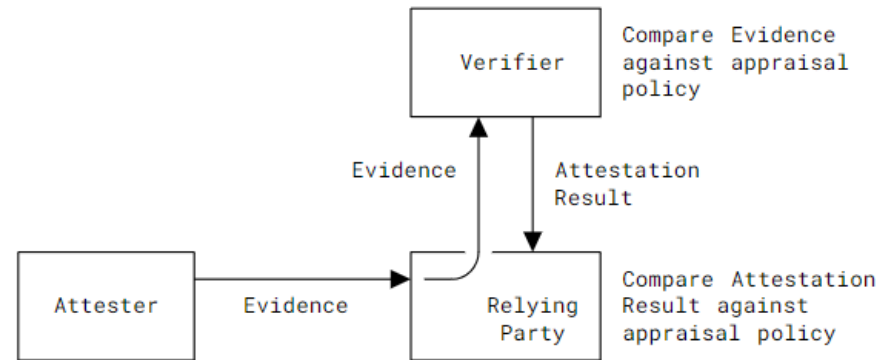 Verifier
Compare Evidence
against appraisal
policy
Evidence
Attestation
Result
Attester
Evidence
Relying
Party
Compare Attestation
Result against
appraisal policy